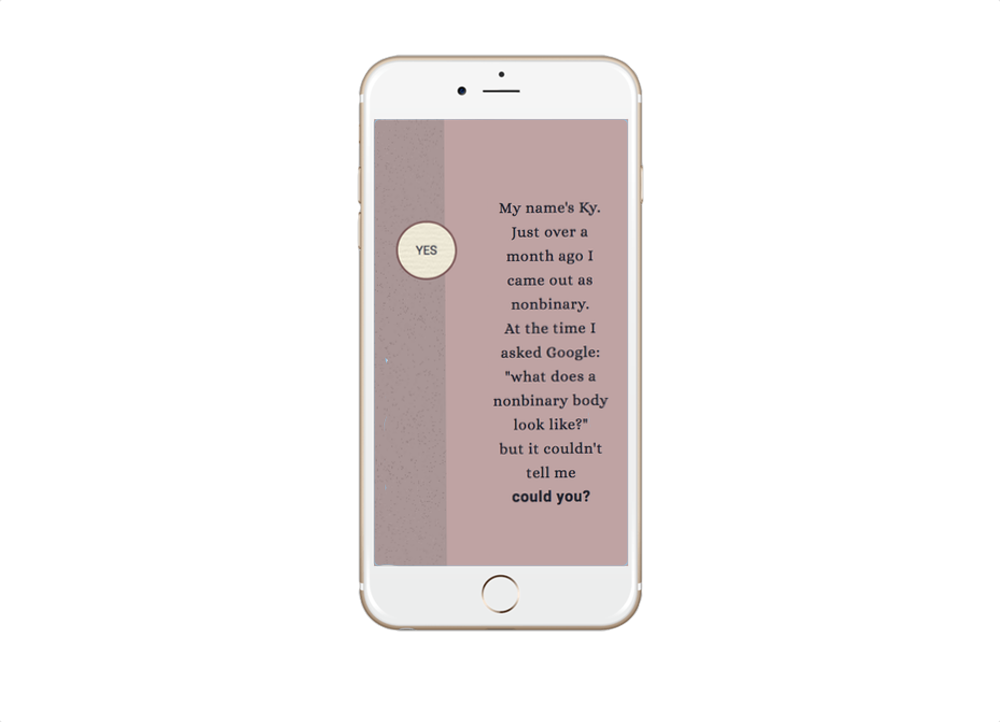 YES
My name's Ky.
Just over a
month ago I
came out as
nonbinary.
At the time I
asked Google:
"what does a
nonbinary body
look like?"
but it couldn't
tell me
could you?